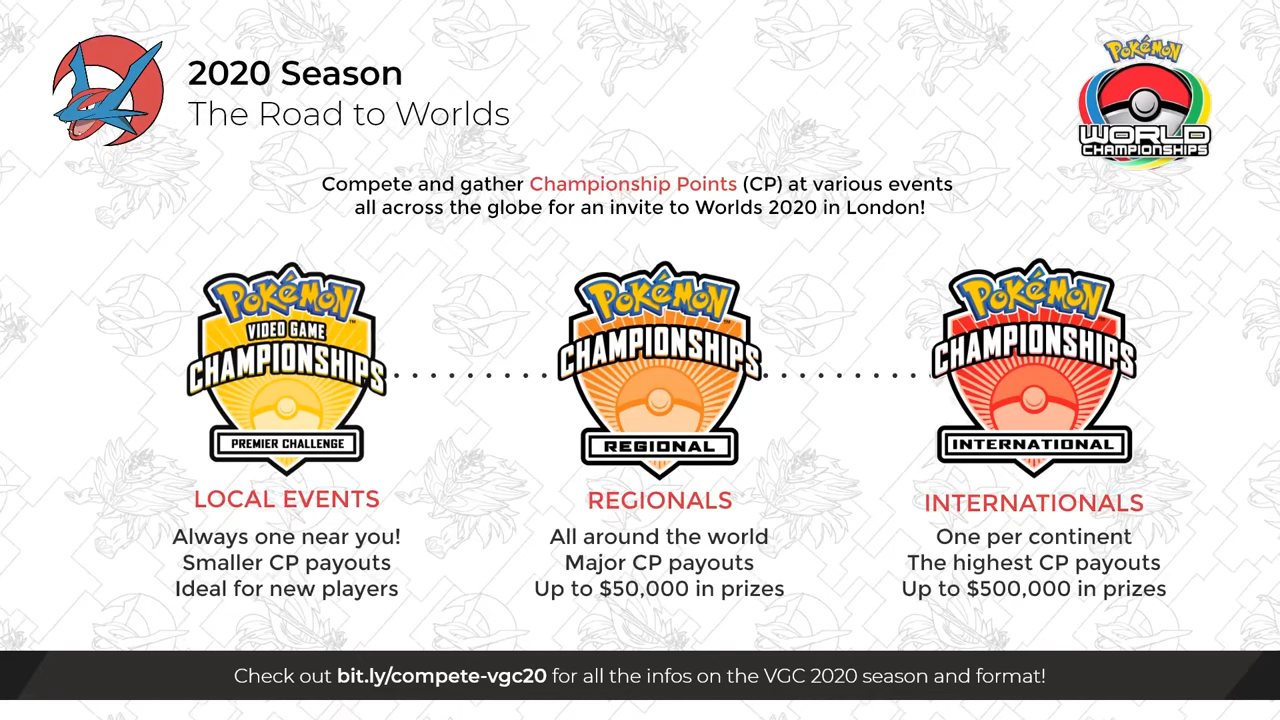 2020 Season
The Road to Worlds
POKéMON
WORLD
CHAMPIONSHIPS
Compete and gather Championship Points (CP) at various events
all across the globe for an invite to Worlds 2020 in London!
POKéMON
VIDEO GAME
CHAMPIONSHIPS
PREMIER CHALLENGE
LOCAL EVENTS
Always one near you!
Smaller CP payouts
Ideal for new players
POKéMON
CHAMPIONSHIPS
REGIONAL
REGIONALS
All around the world
Major CP payouts
Up to $50,000 in prizes
POKéMON
CHAMPIONSHIPS
INTERNATIONAL
INTERNATIONALS
One per continent
The highest CP payouts
Up to $500,000 in prizes
Check out bit.ly/compete-vgc20 for all the infos on the VGC 2020 season and format!